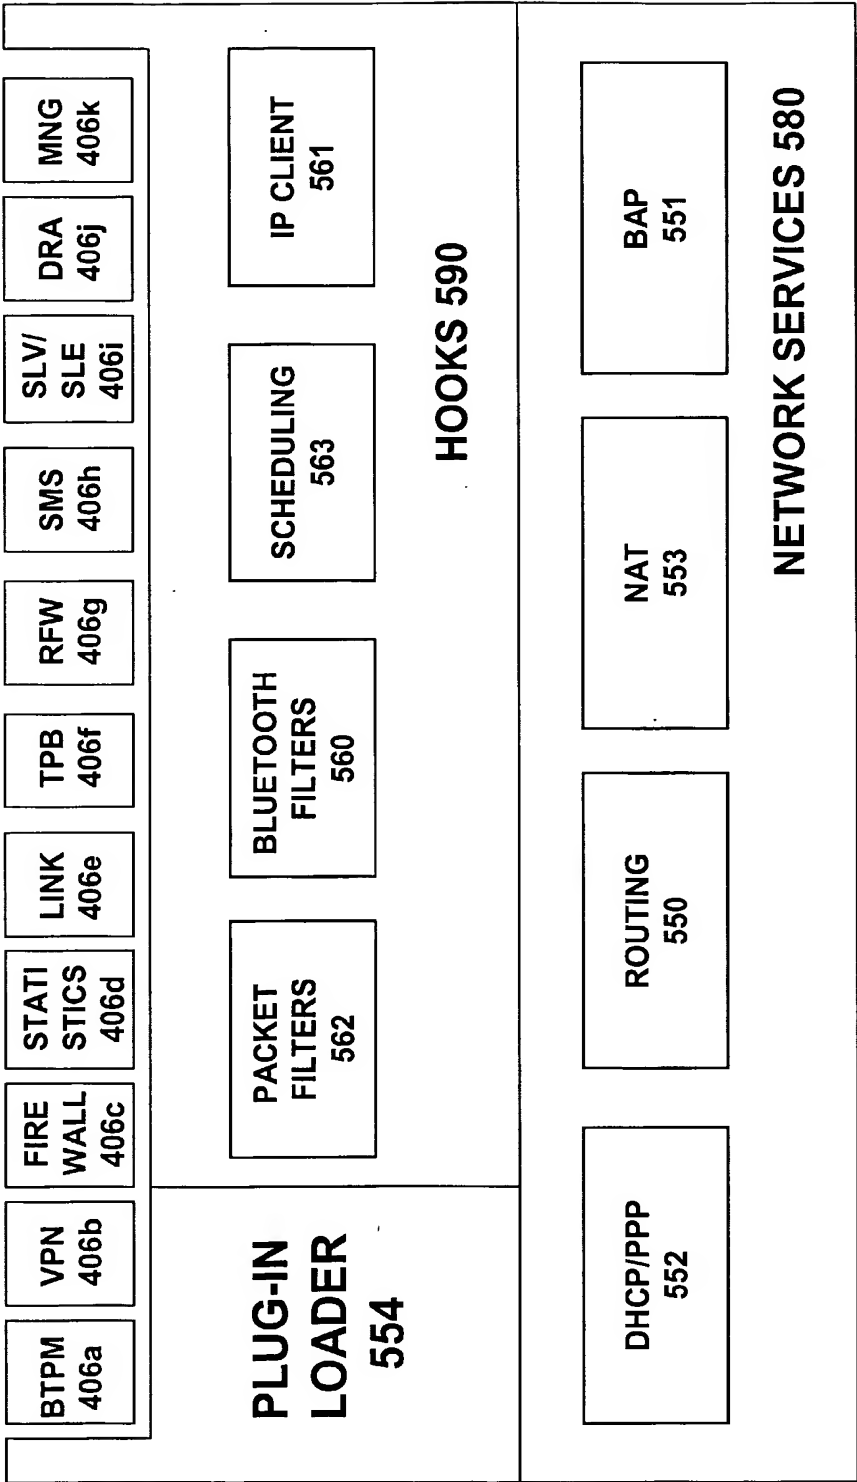 BTPM
406a
VPN
406b
FIRE
WALL
406c
STATI
STICS
406d
LINK
406e
TPB
406f
RFW
406g
SMS
406h
SLV/
SLE
406i
DRA
406j
MNG
406k
PLUG-IN
LOADER
554
PACKET
FILTERS
562
BLUETOOTH
FILTERS
560
SCHEDULING
563
IP CLIENT
561
HOOKS 590
DHCP/PPP
552
ROUTING
550
NAT
553
BAP
551
NETWORK SERVICES 580